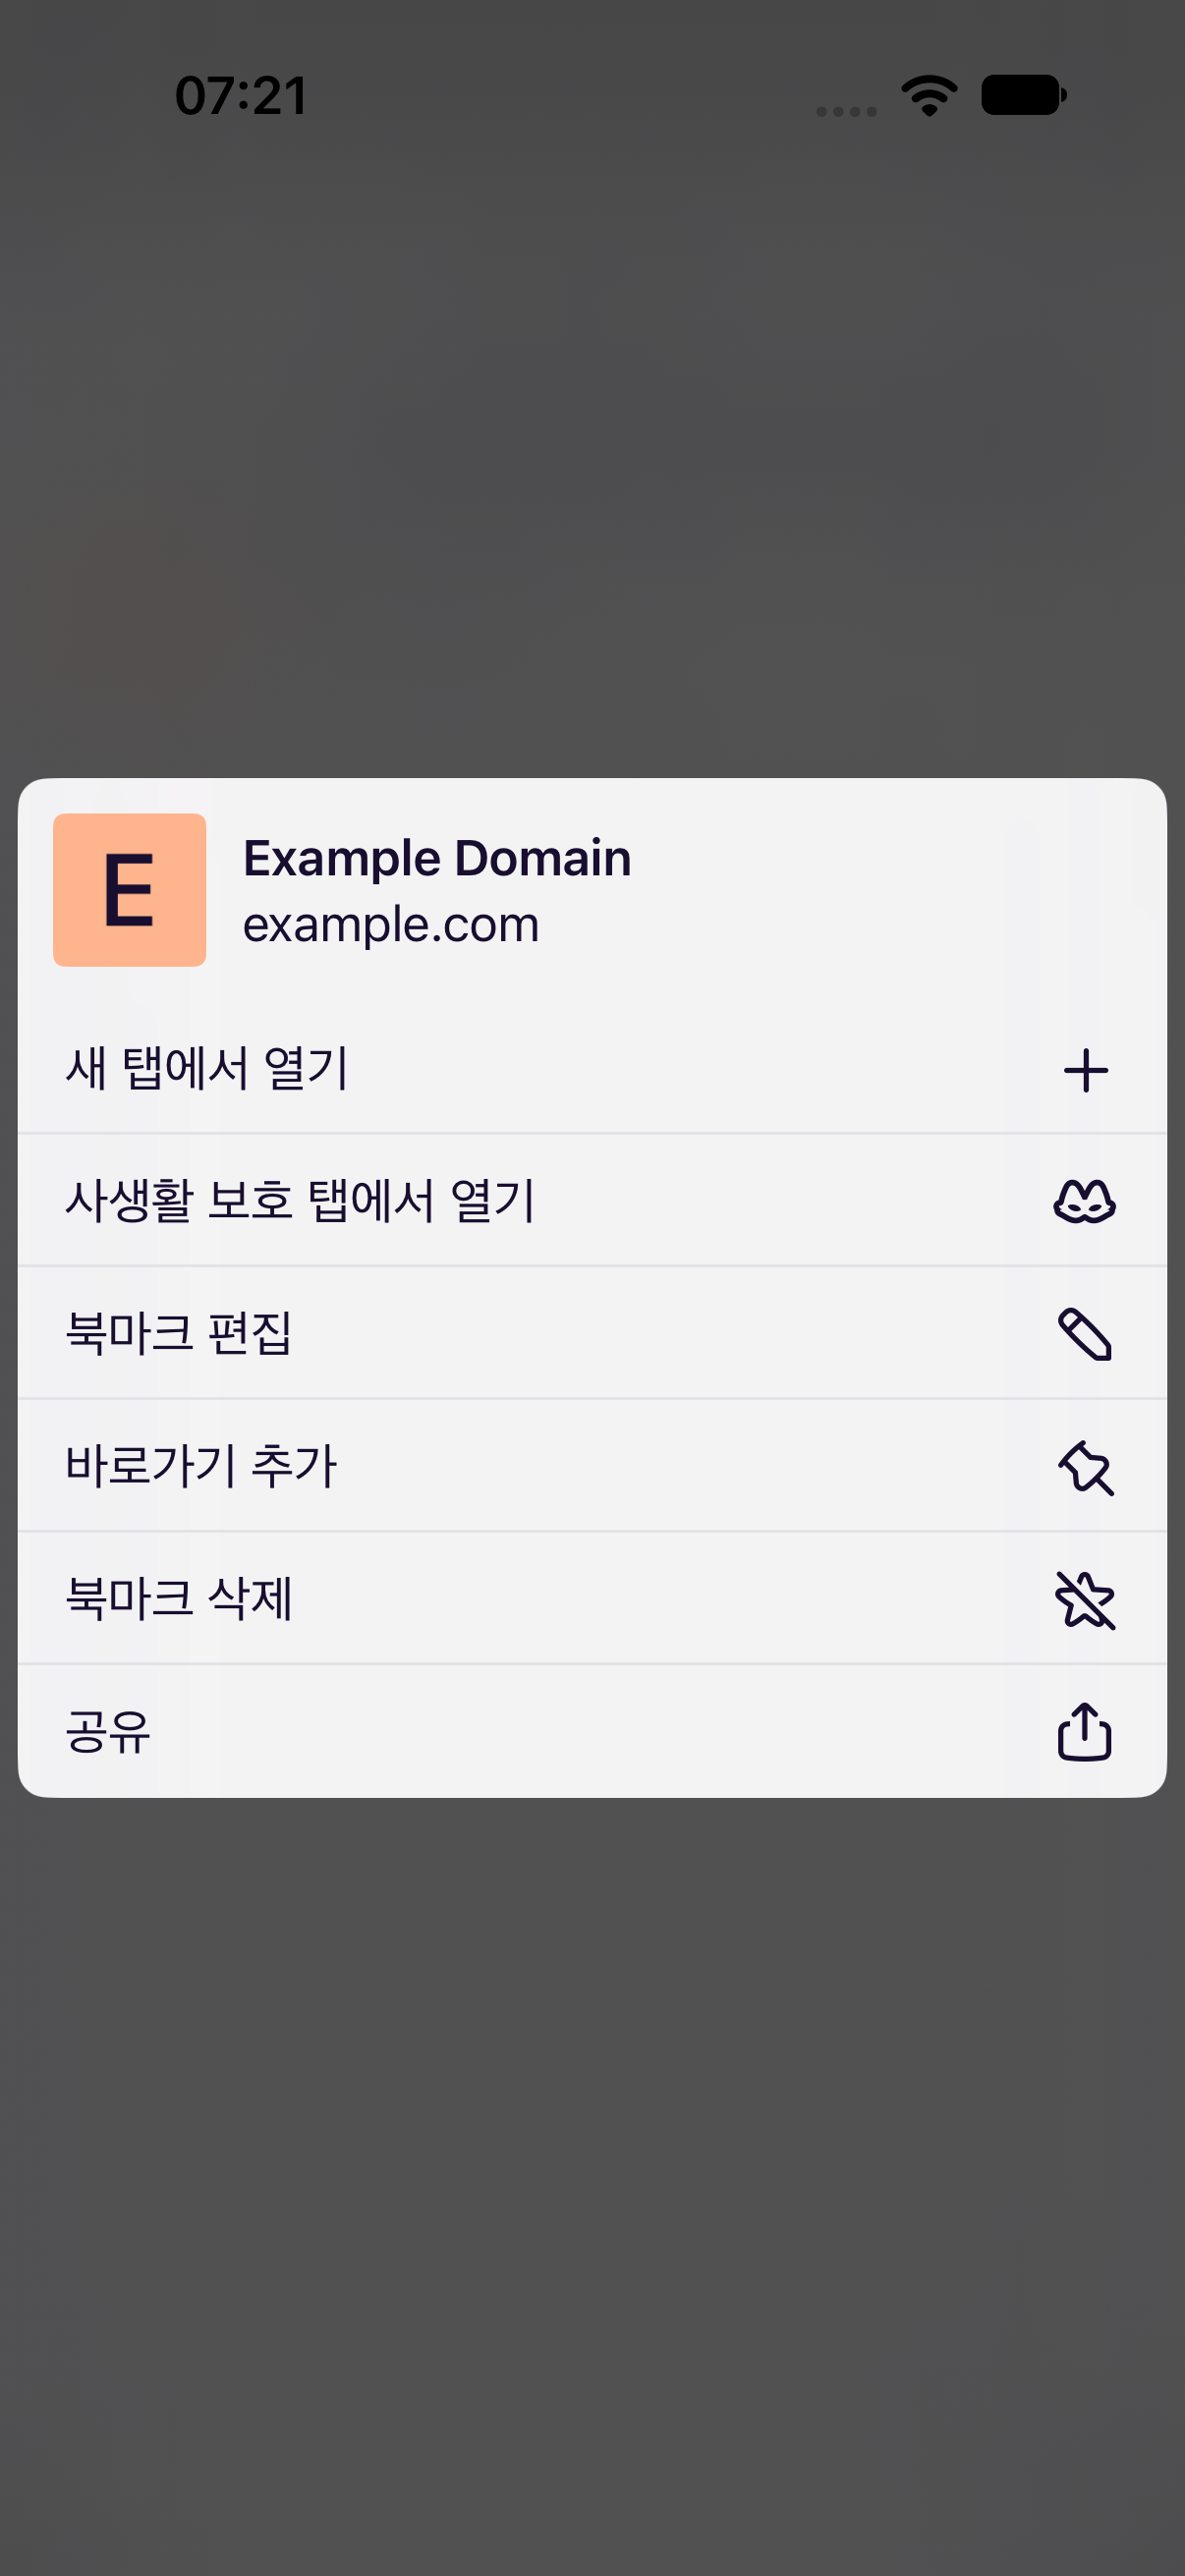 07:21
E
Example Domain
example.com
새 탭에서 열기
사생활 보호 탭에서 열기
북마크 편집
바로가기 추가
북마크 삭제
공유